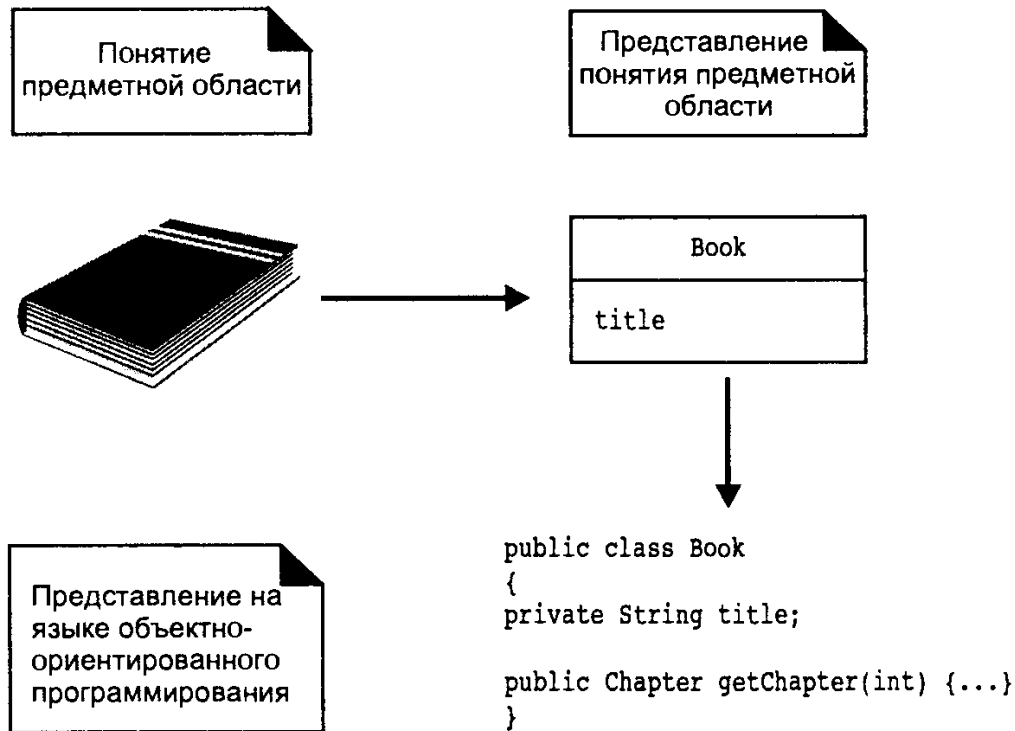 Понятие
предметной области
Представление
понятия предметной
области
Book
title
Представление на
языке объектно-
ориентированного
программирования
public class Book
{
private String title;
public Chapter getChapter(int) {...}
}